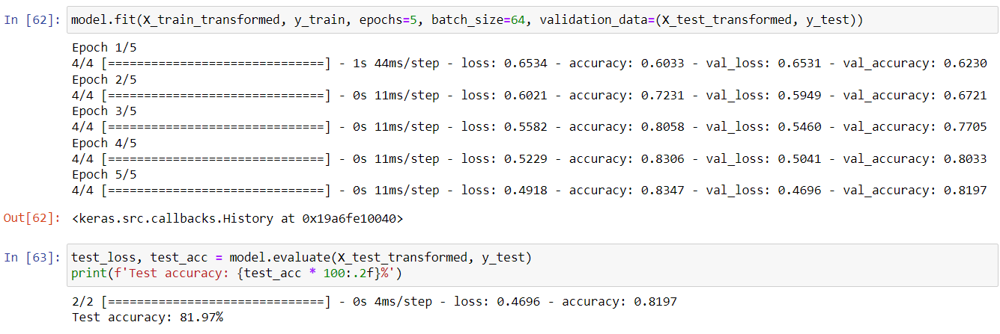 In [62]: model.fit(X_train_transformed, y_train, epochs=5, batch_size=64, validation_data=(X_test_transformed, y_test))
Epoch 1/5
4/4 [==============================] - 1s 44ms/step - loss: 0.6534 - accuracy: 0.6033 - val_loss: 0.6531 - val_accuracy: 0.6230
Epoch 2/5
4/4 [==============================] - 0s 11ms/step - loss: 0.6021 - accuracy: 0.7231 - val_loss: 0.5949 - val_accuracy: 0.6721
Epoch 3/5
4/4 [==============================] - 0s 11ms/step - loss: 0.5582 - accuracy: 0.8058 - val_loss: 0.5460 - val_accuracy: 0.7705
Epoch 4/5
4/4 [==============================] - 0s 11ms/step - loss: 0.5229 - accuracy: 0.8306 - val_loss: 0.5041 - val_accuracy: 0.8033
Epoch 5/5
4/4 [==============================] - 0s 11ms/step - loss: 0.4918 - accuracy: 0.8347 - val_loss: 0.4696 - val_accuracy: 0.8197
Out[62]: <keras.src.callbacks.History at 0x19a6fe10040>
In [63]: test_loss, test_acc = model.evaluate(X_test_transformed, y_test)
print(f'Test accuracy: {test_acc * 100:.2f}%')
2/2 [==============================] - 0s 4ms/step - loss: 0.4696 - accuracy: 0.8197
Test accuracy: 81.97%